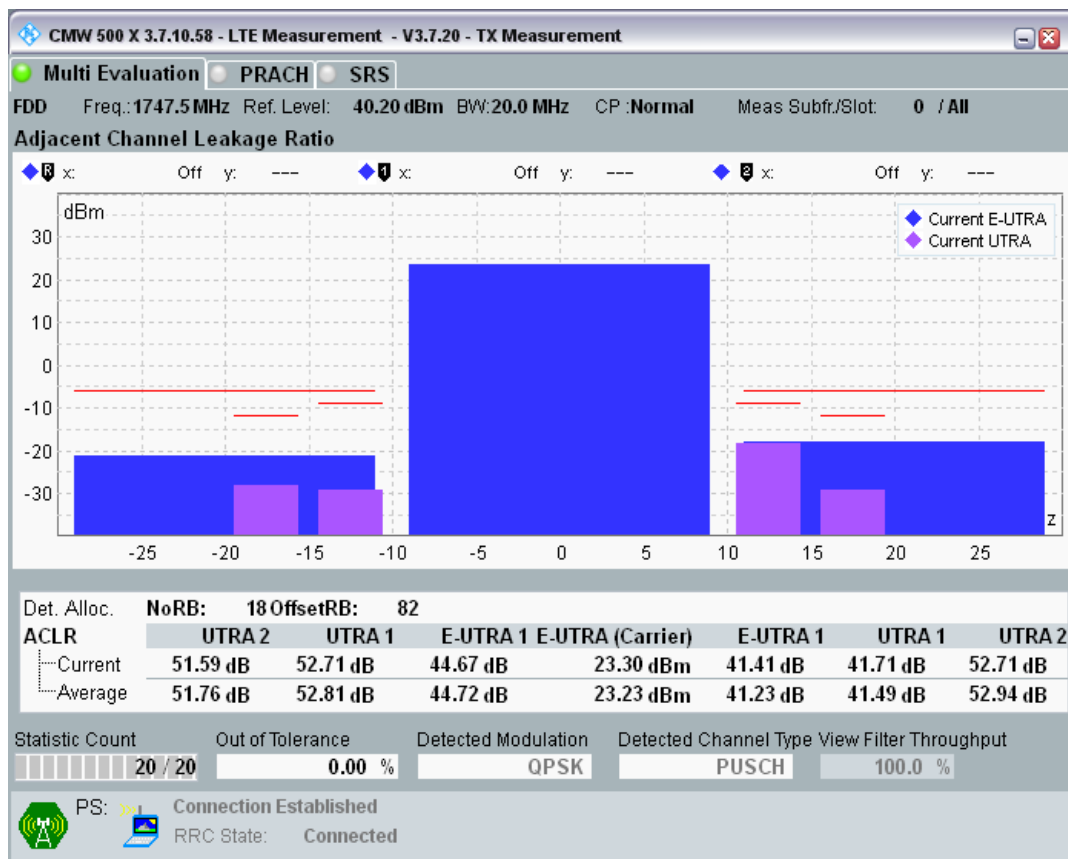 CMW 500 X 3.7.10.58 - LTE Measurement - V3.7.20 - TX Measurement
Multi Evaluation PRACH SRS
FDD Freq.:1747.5 MHz Ref. Level: 40.20 dBm BW:20.0 MHz CP :Normal Meas Subfr./Slot: 0 / All
Adjacent Channel Leakage Ratio
R x: Off y: --- 1 x: Off y: --- 2 x: Off y: ---
dBm
Current E-UTRA
Current UTRA
30
20
10
0
-10
-20
-30
z
-25 -20 -15 -10 -5 0 5 10 15 20 25
Det. Alloc. NoRB: 18 OffsetRB: 82
ACLR UTRA 2 UTRA 1 E-UTRA 1 E-UTRA (Carrier) E-UTRA 1 UTRA 1 UTRA 2
Current 51.59 dB 52.71 dB 44.67 dB 23.30 dBm 41.41 dB 41.71 dB 52.71 dB
Average 51.76 dB 52.81 dB 44.72 dB 23.23 dBm 41.23 dB 41.49 dB 52.94 dB
Statistic Count Out of Tolerance Detected Modulation Detected Channel Type View Filter Throughput
20 / 20 0.00 % QPSK PUSCH 100.0 %
PS: Connection Established
RRC State: Connected